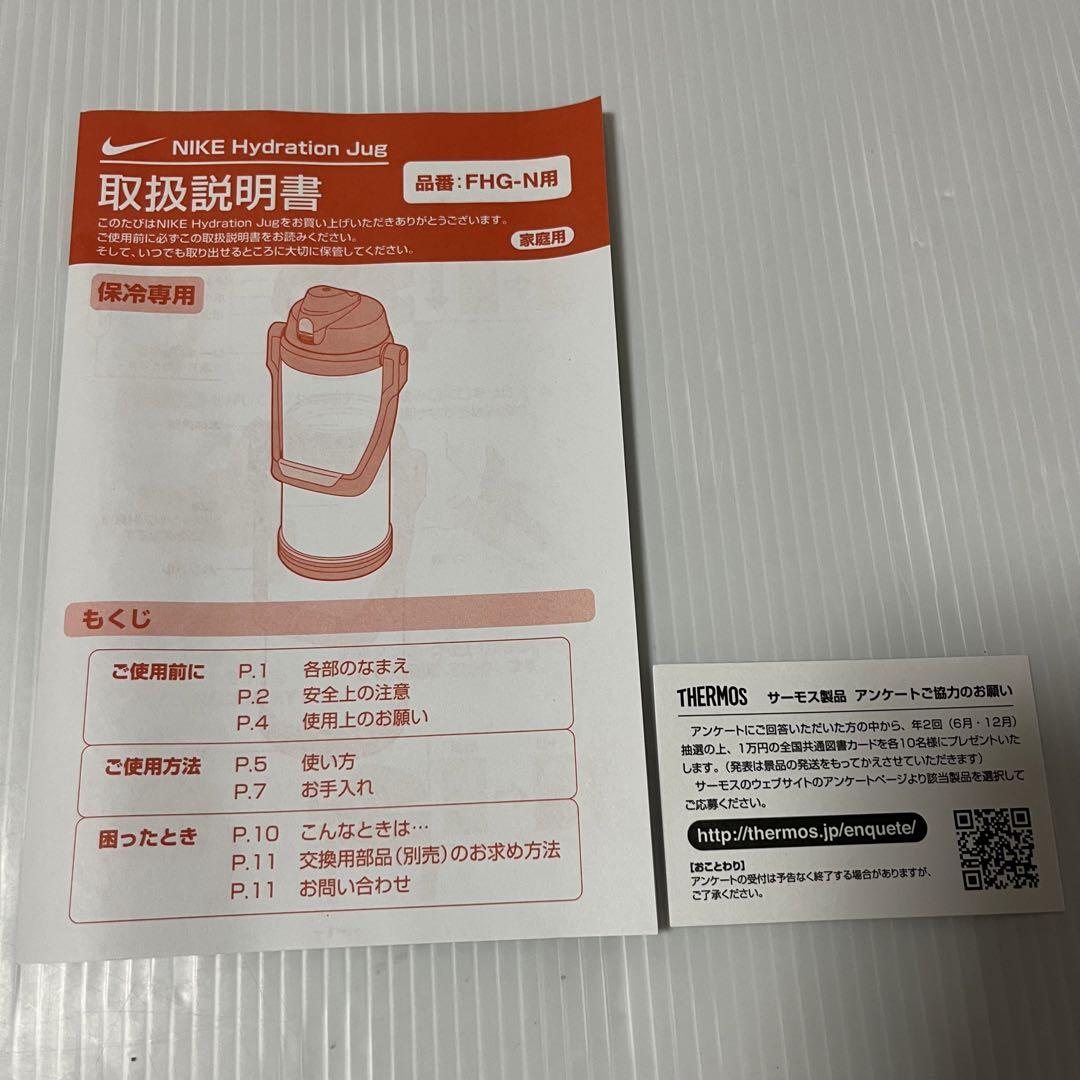 NIKE Hydration Jug
取扱説明書
品番:FHG-N用
このたびはNIKE Hydration Jugをお買い上げいただきありがとうございます。
ご使用前に必ずこの取扱説明書をお読みください。
そして、いつでも取り出せるところに大切に保管してください。
家庭用
保冷専用
もくじ
ご使用前に P.1 各部のなまえ
P.2 安全上の注意
P.4 使用上のお願い
ご使用方法 P.5 使い方
P.7 お手入れ
困ったとき P.10 こんなときは…
P.11 交換用部品(別売)のお求め方法
P.11 お問い合わせ
THERMOS サーモス製品 アンケートご協力のお願い
アンケートにご回答いただいた方の中から、年2回(6月・12月)
抽選の上、1万円の全国共通図書カードを各10名様にプレゼントいた
します。(発表は景品の発送をもってかえさせていただきます)
サーモスのウェブサイトのアンケートページより該当製品を選択して
ご応募ください。
http://thermos.jp/enquete/
【おことわり】
アンケートの受付は予告なく終了する場合がありますが、
ご了承ください。